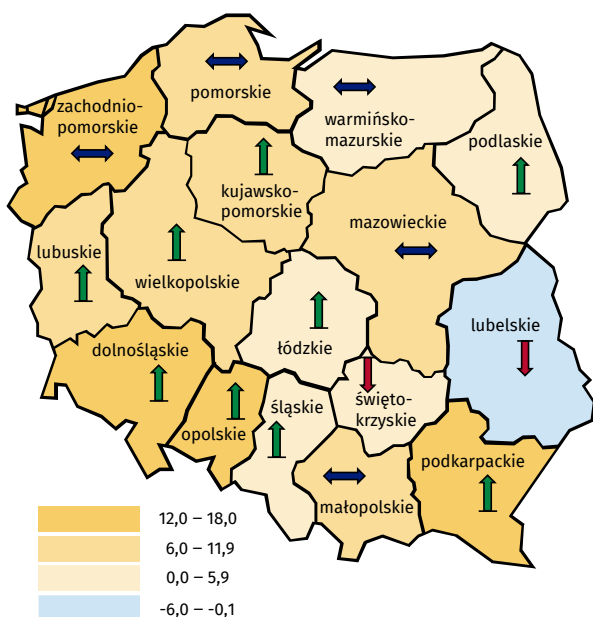 pomorskie
zachodnio-
pomorskie
warmińsko-
mazurskie
podlaskie
kujawsko-
pomorskie
mazowieckie
lubuskie
wielkopolskie
lubelskie
dolnośląskie
łódzkie
śląskie
święto-
krzyskie
opolskie
podkarpackie
małopolskie
12,0 – 18,0
6,0 – 11,9
0,0 – 5,9
-6,0 – -0,1